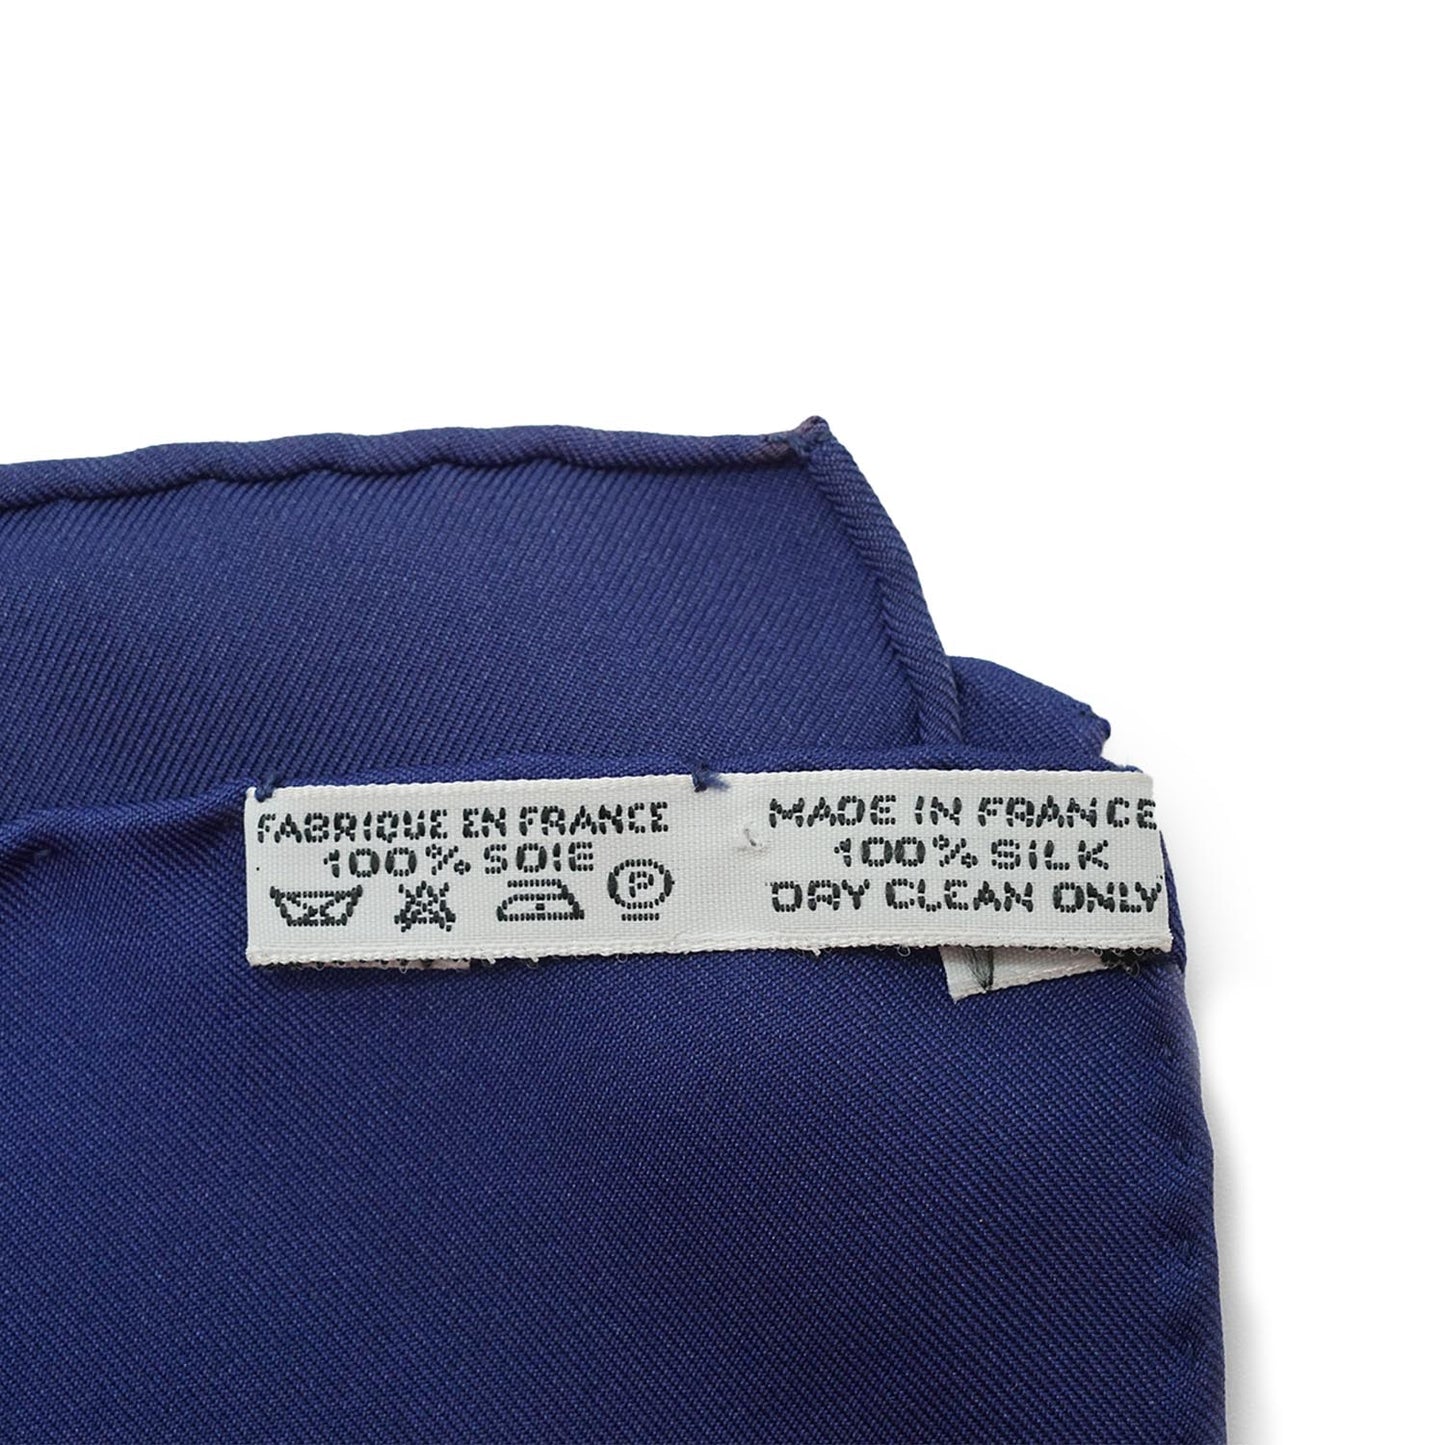 FABRIQUE EN FRANCE
100% SOIE
P
MADE IN FRANCE
100% SILK
DRY CLEAN ONLY